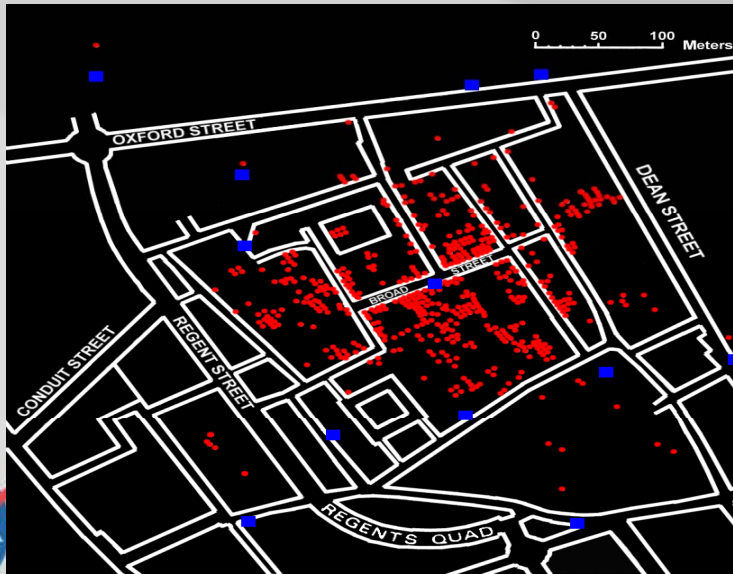 0 50 100 Meters
OXFORD STREET
DEAN STREET
BROAD STREET
CONDUIT STREET
REGENT STREET
REGENTS QUAD